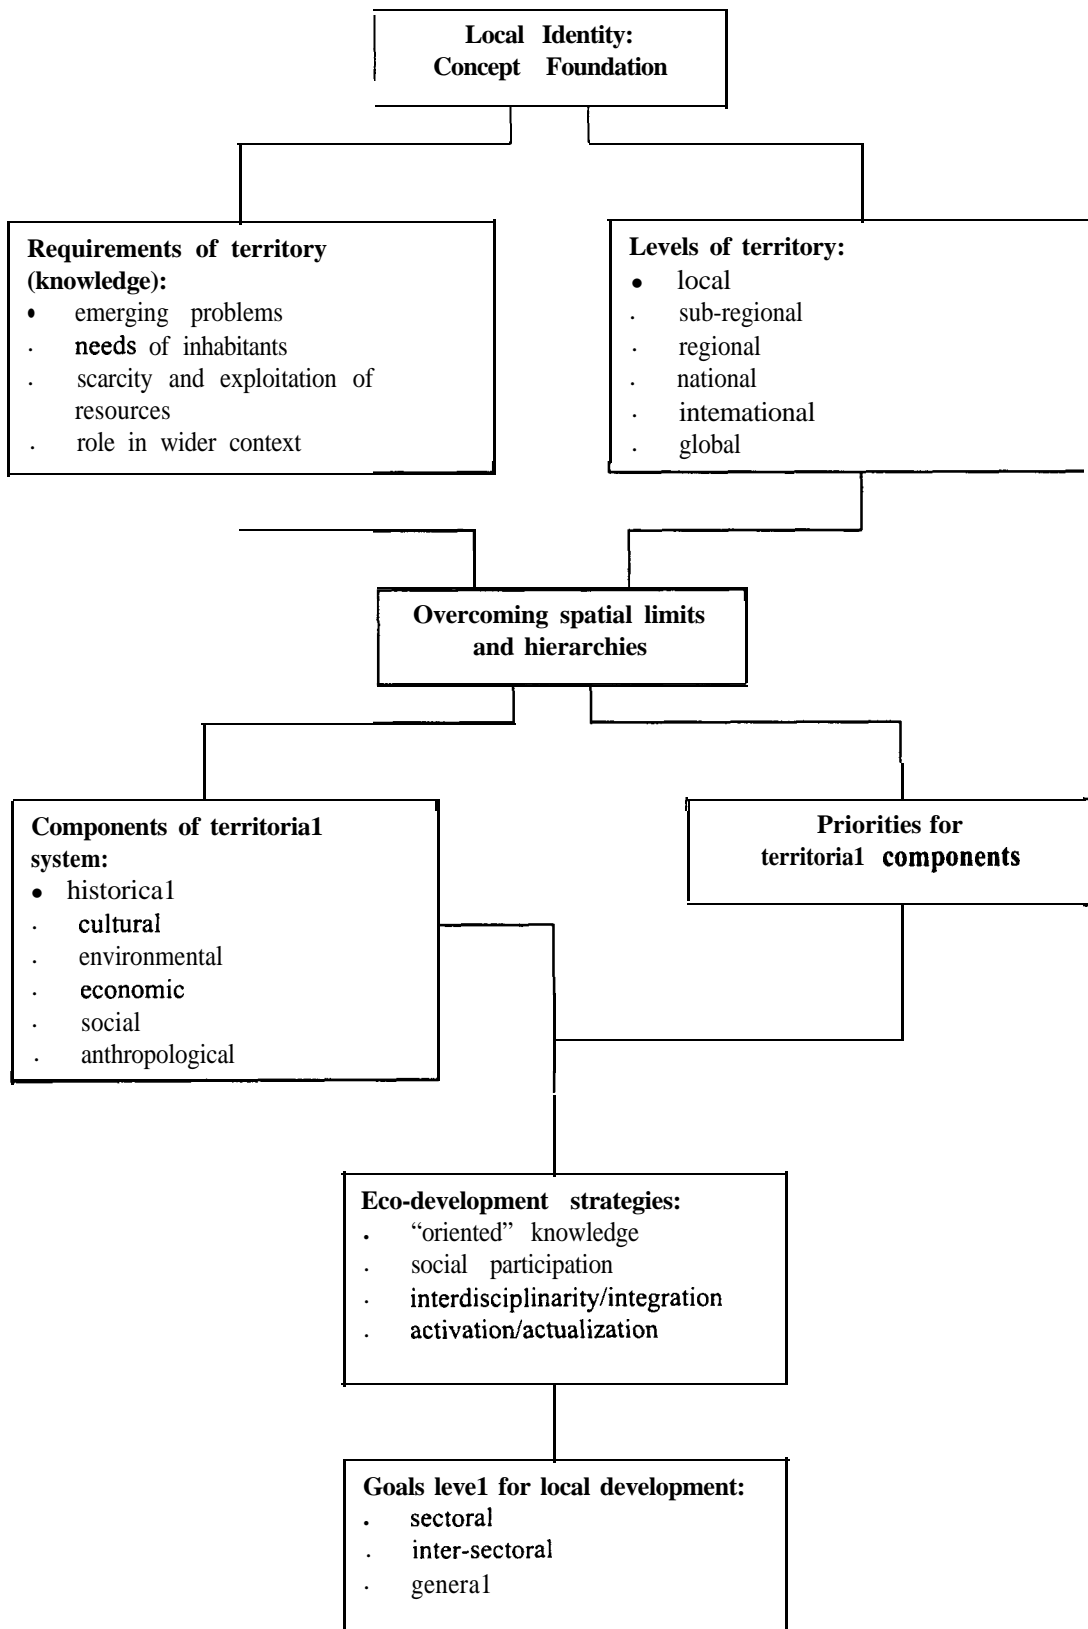 Local Identity:
Concept Foundation
Requirements of territory
(knowledge):
• emerging problems
· needs of inhabitants
· scarcity and exploitation of
resources
· role in wider context
Levels of territory:
• local
· sub-regional
· regional
· national
· intemational
· global
Overcoming spatial limits
and hierarchies
Components of territoria1
system:
• historica1
· cultural
· environmental
· economic
· social
· anthropological
Priorities for
territoria1 components
Eco-development strategies:
· “oriented” knowledge
· social participation
· interdisciplinarity/integration
· activation/actualization
Goals leve1 for local development:
· sectoral
· inter-sectoral
· genera1